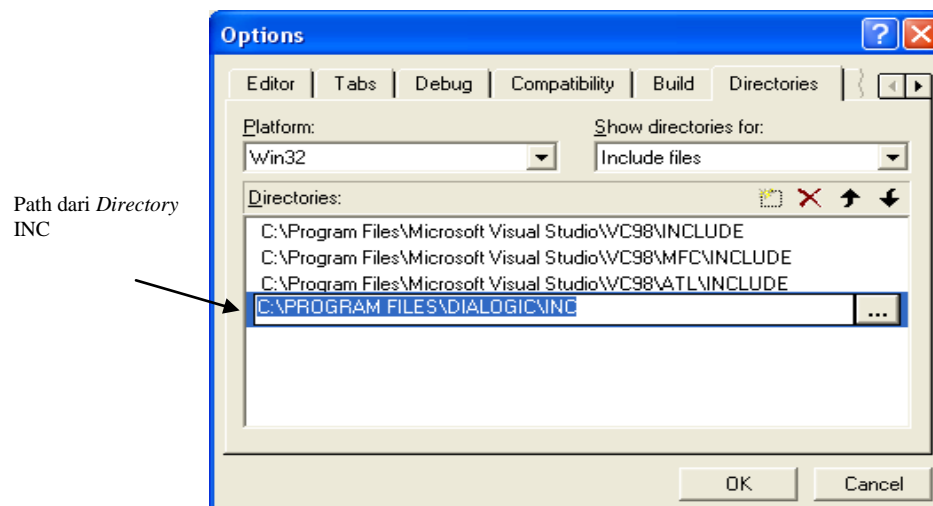 Options
Editor Tabs Debug Compatibility Build Directories
Platform: Show directories for:
Win32 Include files
Path dari Directory
INC
Directories:
C:\Program Files\Microsoft Visual Studio\VC98\INCLUDE
C:\Program Files\Microsoft Visual Studio\VC98\MFC\INCLUDE
C:\Program Files\Microsoft Visual Studio\VC98\ATL\INCLUDE
C:\PROGRAM FILES\DIALOGIC\INC
...
OK Cancel